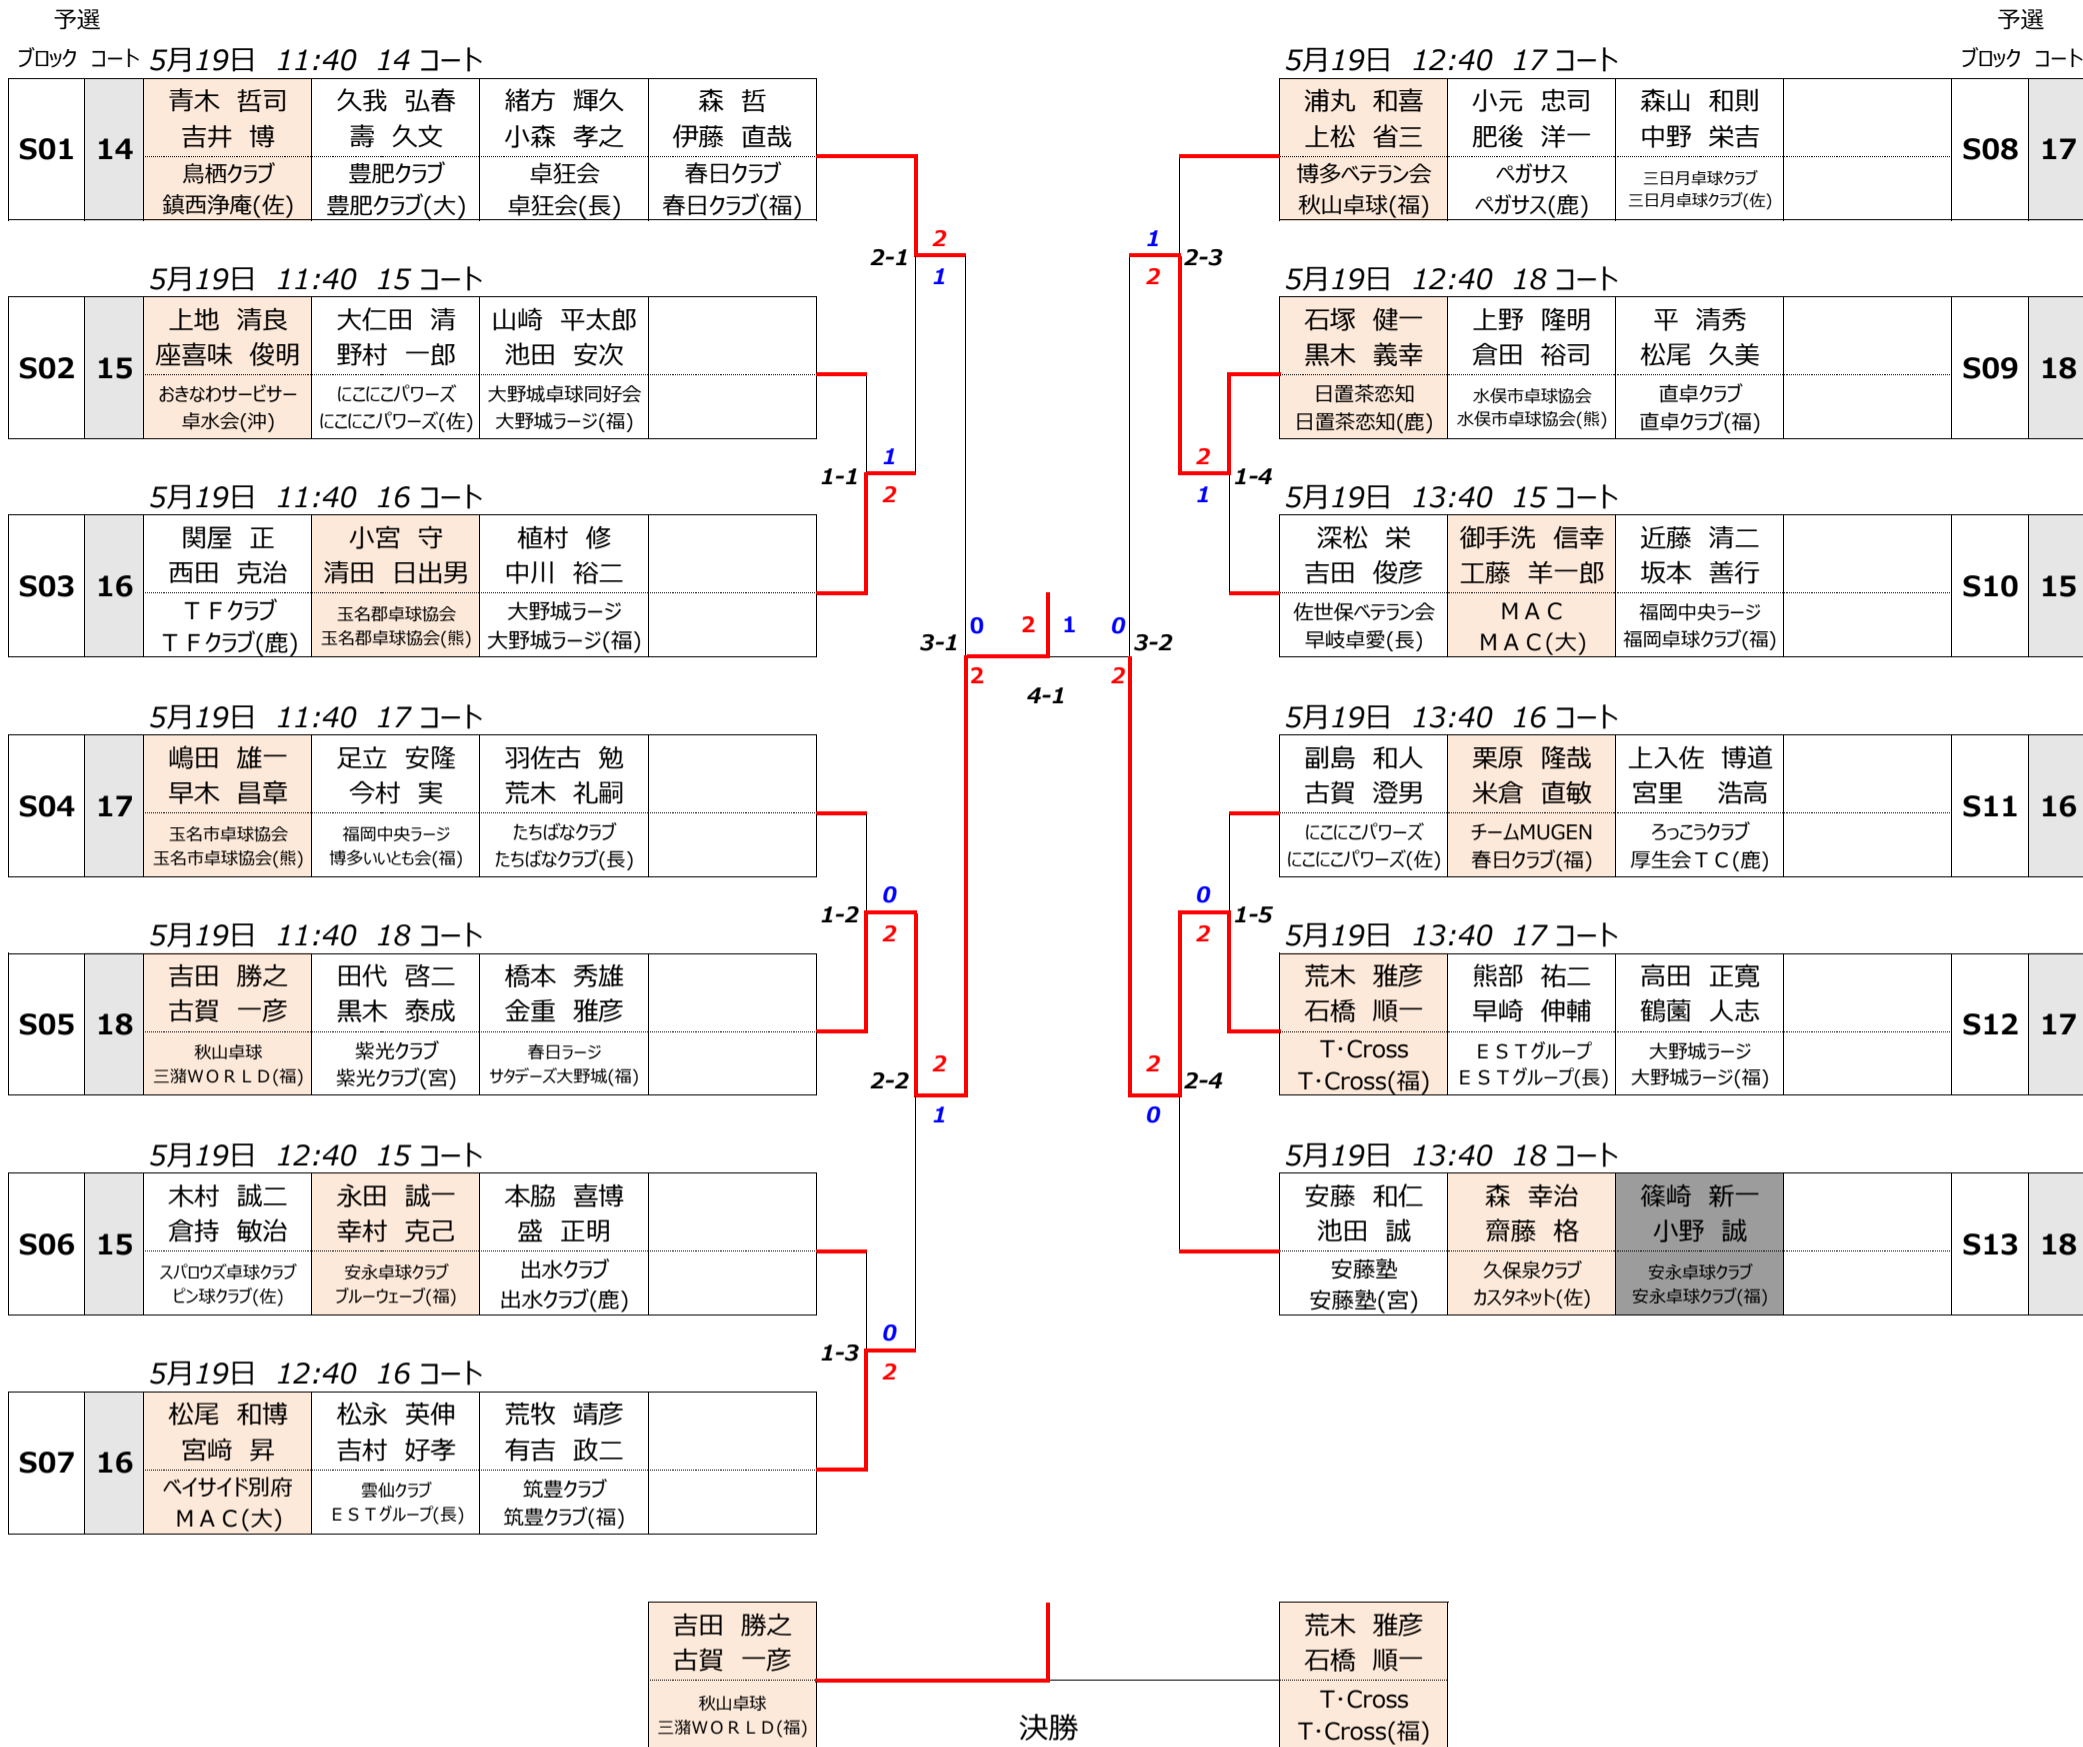 予選
ブロック コート
5月19日 11:40 14 コート
S01 14
青木 哲司 久我 弘春 緒方 輝久 森 哲
吉井 博 壽 久文 小森 孝之 伊藤 直哉
鳥栖クラブ 豊肥クラブ 卓狂会 春日クラブ
鎮西浄庵(佐) 豊肥クラブ(大) 卓狂会(長) 春日クラブ(福)
5月19日 11:40 15 コート
S02 15
上地 清良 大仁田 清 山崎 平太郎
座喜味 俊明 野村 一郎 池田 安次
おきなわサービサー にこにこパワーズ 大野城卓球同好会
卓水会(沖) にこにこパワーズ(佐) 大野城ラージ(福)
5月19日 11:40 16 コート
S03 16
関屋 正 小宮 守 植村 修
西田 克治 清田 日出男 中川 裕二
ＴＦクラブ 玉名郡卓球協会 大野城ラージ
ＴＦクラブ(鹿) 玉名郡卓球協会(熊) 大野城ラージ(福)
5月19日 11:40 17 コート
S04 17
嶋田 雄一 足立 安隆 羽佐古 勉
早木 昌章 今村 実 荒木 礼嗣
玉名市卓球協会 福岡中央ラージ たちばなクラブ
玉名市卓球協会(熊) 博多いいとも会(福) たちばなクラブ(長)
5月19日 11:40 18 コート
S05 18
吉田 勝之 田代 啓二 橋本 秀雄
古賀 一彦 黒木 泰成 金重 雅彦
秋山卓球 紫光クラブ 春日ラージ
三潴ＷＯＲＬＤ(福) 紫光クラブ(宮) サタデーズ大野城(福)
5月19日 12:40 15 コート
S06 15
木村 誠二 永田 誠一 本脇 喜博
倉持 敏治 幸村 克己 盛 正明
スパロウズ卓球クラブ 安永卓球クラブ 出水クラブ
ピン球クラブ(佐) ブルーウェーブ(福) 出水クラブ(鹿)
5月19日 12:40 16 コート
S07 16
松尾 和博 松永 英伸 荒牧 靖彦
宮﨑 昇 吉村 好孝 有吉 政二
ベイサイド別府 雲仙クラブ 筑豊クラブ
ＭＡＣ(大) ＥＳＴグループ(長) 筑豊クラブ(福)
2-1
2
1
1-1
1
2
3-1
0
2
1-2
0
2
2-2
2
1
1-3
0
2
2 1
4-1
2-3
1
2
1-4
2
1
3-2
0
2
1-5
0
2
2-4
2
0
予選
ブロック コート
5月19日 12:40 17 コート
浦丸 和喜 小元 忠司 森山 和則
上松 省三 肥後 洋一 中野 栄吉
博多ベテラン会 ペガサス 三日月卓球クラブ
秋山卓球(福) ペガサス(鹿) 三日月卓球クラブ(佐)
S08 17
5月19日 12:40 18 コート
石塚 健一 上野 隆明 平 清秀
黒木 義幸 倉田 裕司 松尾 久美
日置茶恋知 水俣市卓球協会 直卓クラブ
日置茶恋知(鹿) 水俣市卓球協会(熊) 直卓クラブ(福)
S09 18
5月19日 13:40 15 コート
深松 栄 御手洗 信幸 近藤 清二
吉田 俊彦 工藤 羊一郎 坂本 善行
佐世保ベテラン会 ＭＡＣ 福岡中央ラージ
早岐卓愛(長) ＭＡＣ(大) 福岡卓球クラブ(福)
S10 15
5月19日 13:40 16 コート
副島 和人 栗原 隆哉 上入佐 博道
古賀 澄男 米倉 直敏 宮里 浩高
にこにこパワーズ チームMUGEN ろっこうクラブ
にこにこパワーズ(佐) 春日クラブ(福) 厚生会ＴＣ(鹿)
S11 16
5月19日 13:40 17 コート
荒木 雅彦 熊部 祐二 高田 正寛
石橋 順一 早崎 伸輔 鶴薗 人志
T･Cross ＥＳＴグループ 大野城ラージ
T･Cross(福) ＥＳＴグループ(長) 大野城ラージ(福)
S12 17
5月19日 13:40 18 コート
安藤 和仁 森 幸治 篠崎 新一
池田 誠 齋藤 格 小野 誠
安藤塾 久保泉クラブ 安永卓球クラブ
安藤塾(宮) カスタネット(佐) 安永卓球クラブ(福)
S13 18
吉田 勝之
古賀 一彦
秋山卓球
三潴ＷＯＲＬＤ(福)
決勝
荒木 雅彦
石橋 順一
T･Cross
T･Cross(福)